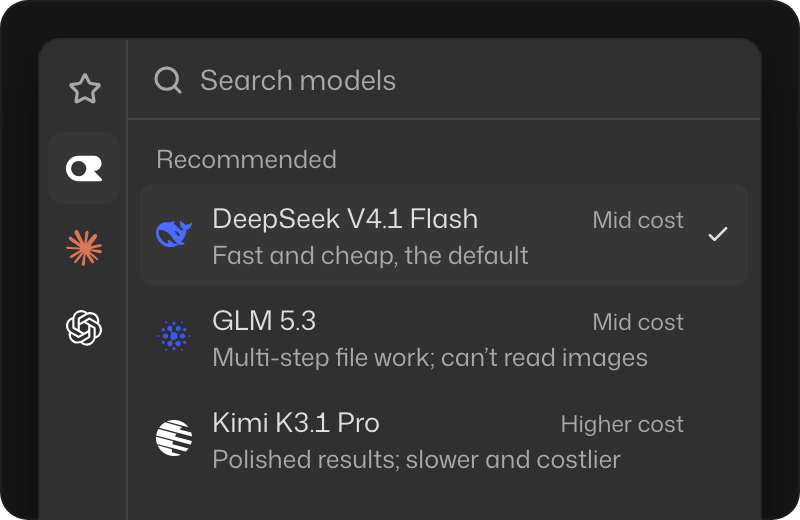 Search models
Recommended
DeepSeek V4.1 Flash
Mid cost
Fast and cheap, the default
GLM 5.3
Mid cost
Multi-step file work; can’t read images
Kimi K3.1 Pro
Higher cost
Polished results; slower and costlier